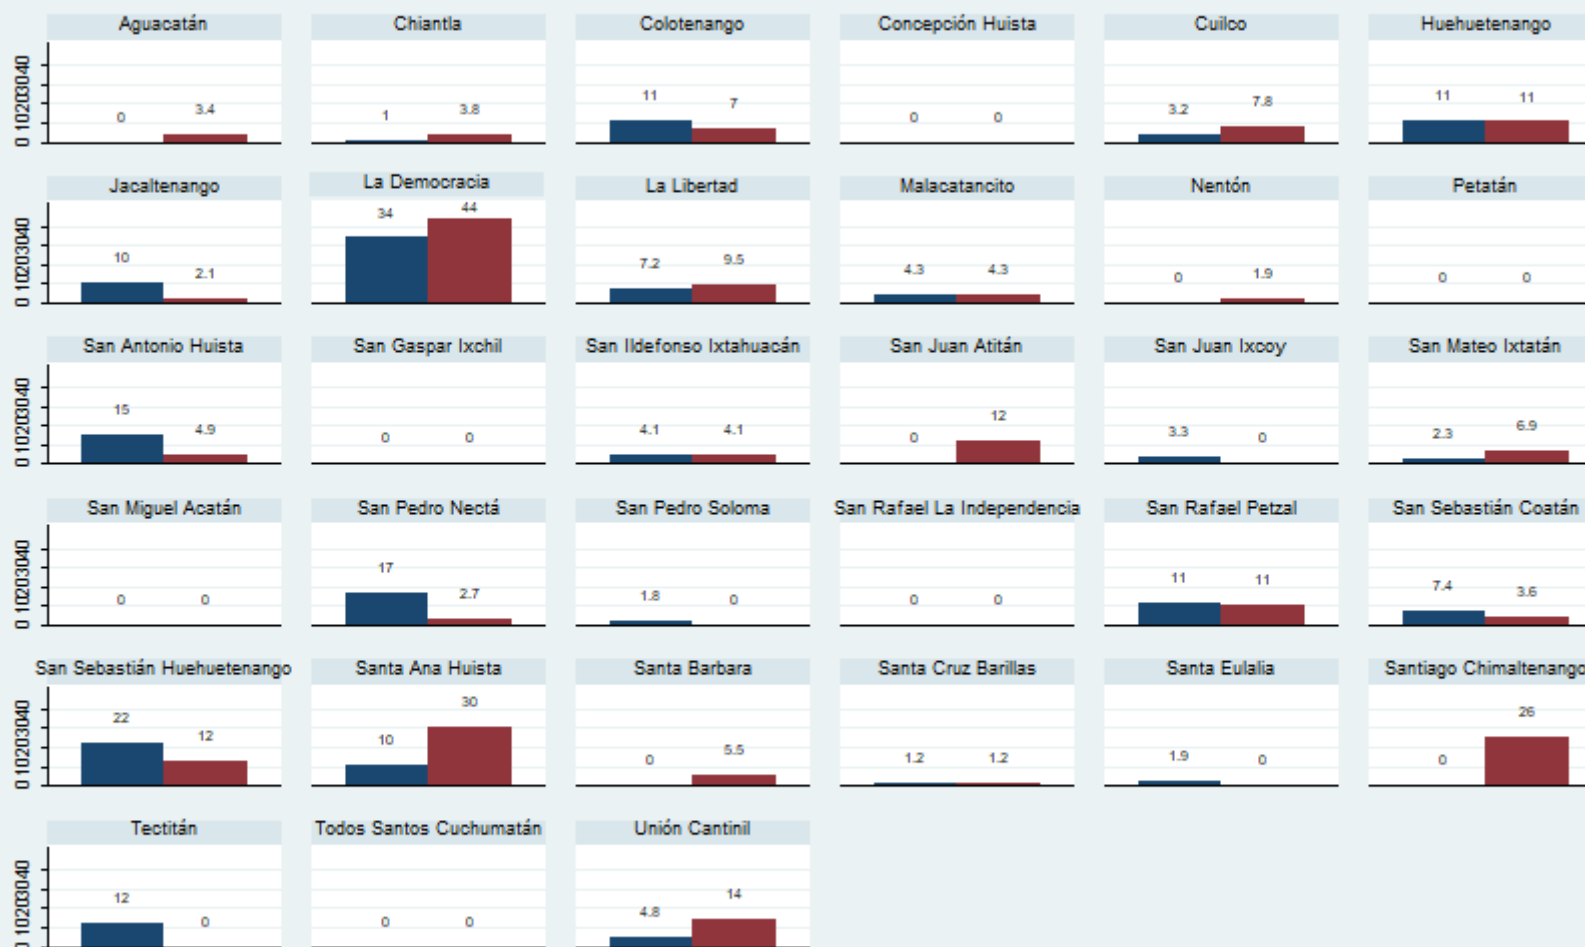 Aguacatán Chiantla Colotenango Concepción Huista Cuilco Huehuetenango
0 10203040 0 3.4 1 3.8 11 7 0 0 3.2 7.8 11 11
Jacaltenango La Democracia La Libertad Malacatancito Nentón Petatán
0 10203040 10 2.1 34 44 7.2 9.5 4.3 4.3 0 1.9 0 0
San Antonio Huista San Gaspar Ixchil San Ildefonso Ixtahuacán San Juan Atitán San Juan Ixcoy San Mateo Ixtatán
0 10203040 15 4.9 0 0 4.1 4.1 0 12 3.3 0 2.3 6.9
San Miguel Acatán San Pedro Nectá San Pedro Soloma San Rafael La Independencia San Rafael Petzal San Sebastián Coatán
0 10203040 0 0 17 2.7 1.8 0 0 0 11 11 7.4 3.6
San Sebastián Huehuetenango Santa Ana Huista Santa Barbara Santa Cruz Barillas Santa Eulalia Santiago Chimaltenango
0 10203040 22 12 10 30 0 5.5 1.2 1.2 1.9 0 0 26
Tectitán Todos Santos Cuchumatán Unión Cantinil
0 10203040 12 0 0 0 4.8 14